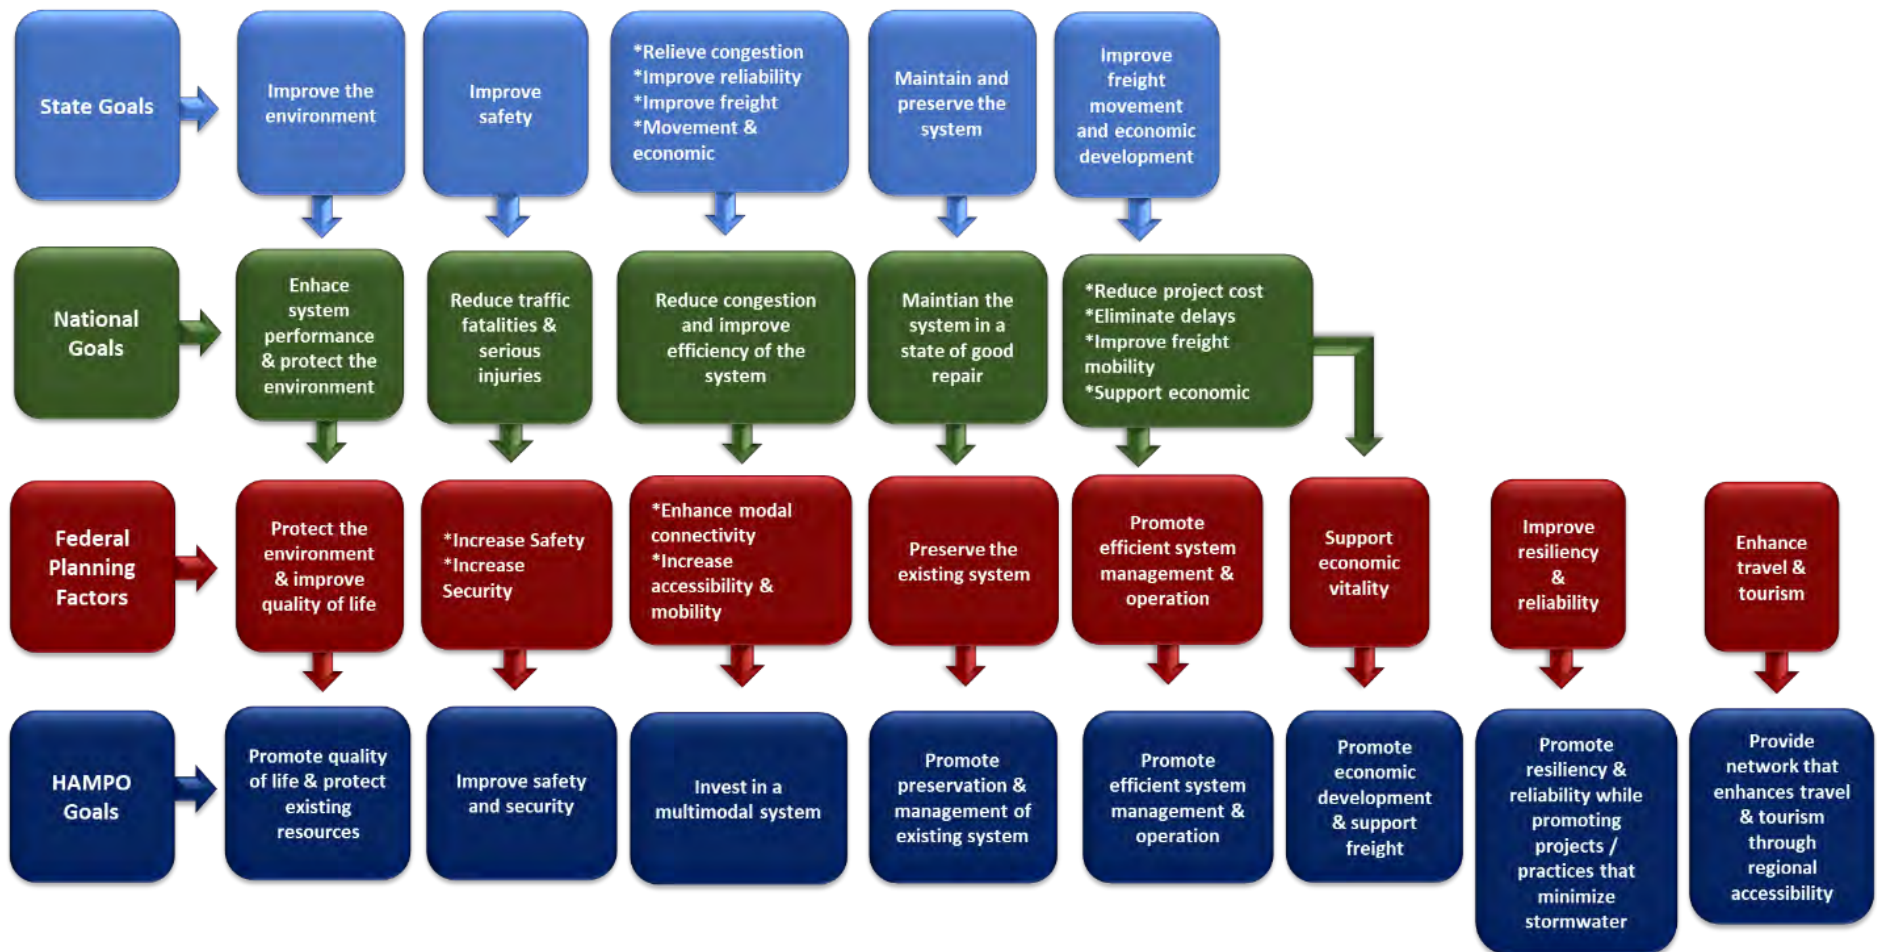 State Goals
Improve the
environment
Improve
safety
*Relieve congestion
*Improve reliability
*Improve freight
*Movement &
economic
Maintain and
preserve the
system
Improve
freight
movement
and economic
development
National
Goals
Enhace
system
performance
& protect the
environment
Reduce traffic
fatalities &
serious
injuries
Reduce congestion
and improve
efficiency of the
system
Maintian the
system in a
state of good
repair
*Reduce project cost
*Eliminate delays
*Improve freight
mobility
*Support economic
Federal
Planning
Factors
Protect the
environment
& improve
quality of life
*Increase Safety
*Increase
Security
*Enhance modal
connectivity
*Increase
accessibility &
mobility
Preserve the
existing system
Promote
efficient system
management &
operation
Support
economic
vitality
Improve
resiliency
&
reliability
Enhance
travel &
tourism
HAMPO
Goals
Promote quality
of life & protect
existing
resources
Improve safety
and security
Invest in a
multimodal system
Promote
preservation &
management of
existing system
Promote
efficient system
management &
operation
Promote
economic
development
& support
freight
Promote
resiliency &
reliability while
promoting
projects /
practices that
minimize
stormwater
Provide
network that
enhances travel
& tourism
through
regional
accessibility